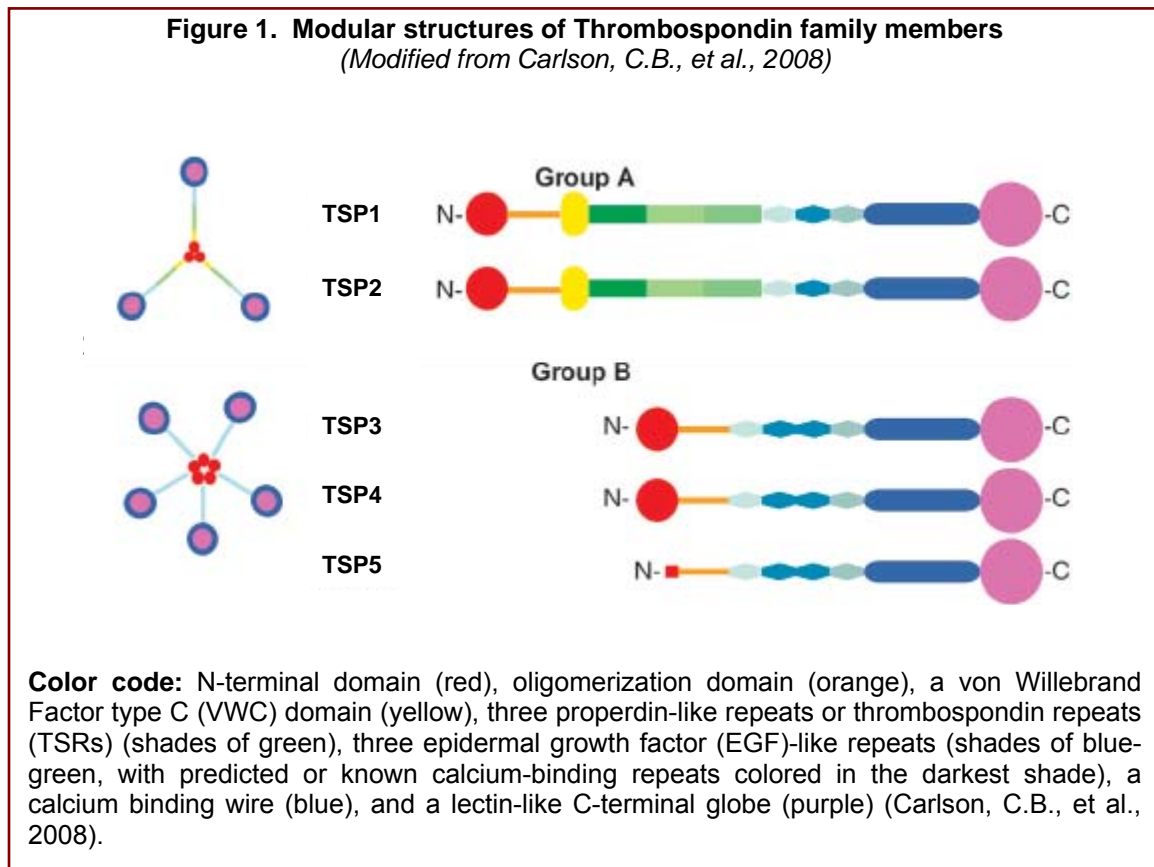 Figure 1. Modular structures of Thrombospondin family members
(Modified from Carlson, C.B., et al., 2008)
Group A
TSP1 N- -C
TSP2 N- -C
Group B
TSP3 N- -C
TSP4 N- -C
TSP5 N- -C
Color code: N-terminal domain (red), oligomerization domain (orange), a von Willebrand
Factor type C (VWC) domain (yellow), three properdin-like repeats or thrombospondin repeats
(TSRs) (shades of green), three epidermal growth factor (EGF)-like repeats (shades of blue-
green, with predicted or known calcium-binding repeats colored in the darkest shade), a
calcium binding wire (blue), and a lectin-like C-terminal globe (purple) (Carlson, C.B., et al.,
2008).